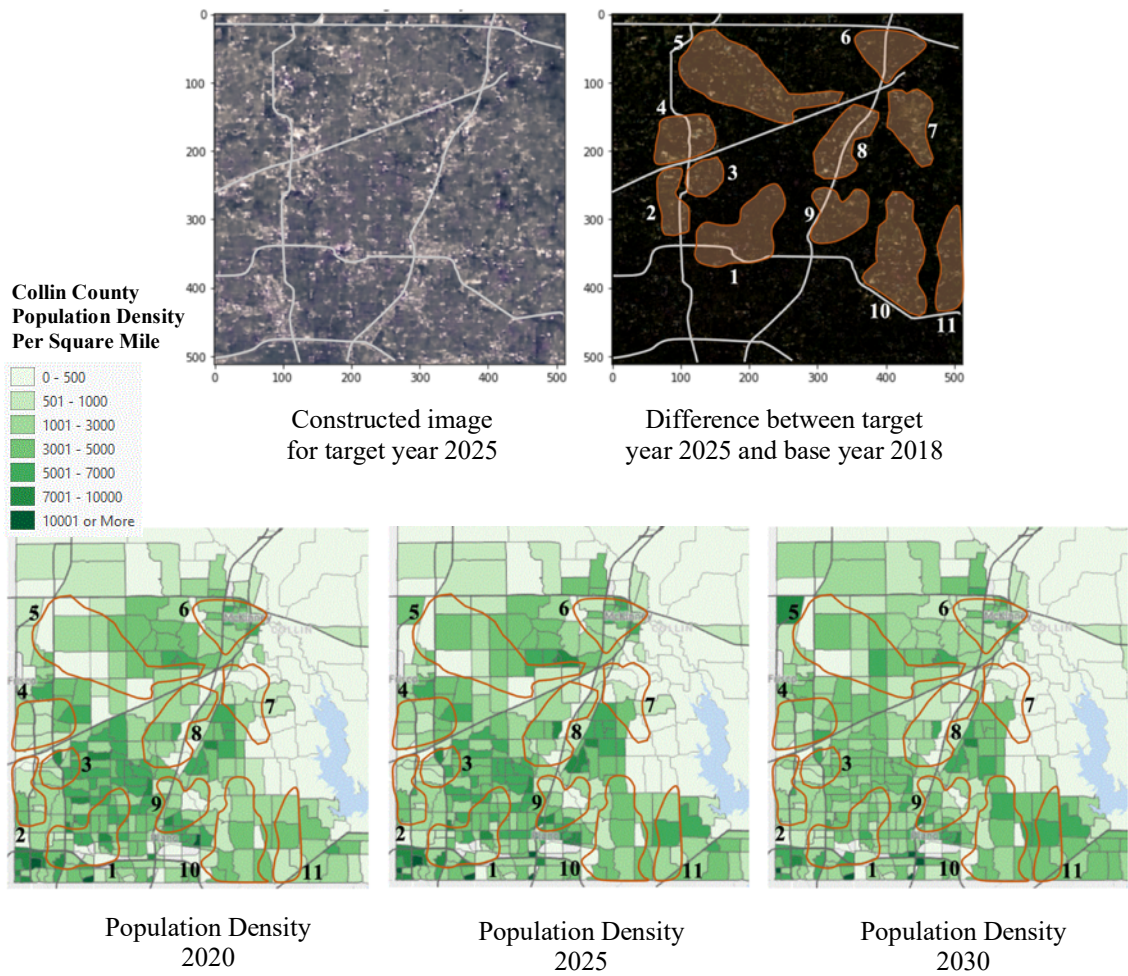 0
100
200
300
400
500
0 100 200 300 400 500
Constructed image
for target year 2025
0
100
200
300
400
500
0 100 200 300 400 500
5
6
4
7
3
8
2
9
1
10
11
Difference between target
year 2025 and base year 2018
Collin County
Population Density
Per Square Mile
0 - 500
501 - 1000
1001 - 3000
3001 - 5000
5001 - 7000
7001 - 10000
10001 or More
5
6
COLLIN
4
7
8
3
9
2
1
10
11
Population Density
2020
5
6
COLLIN
4
7
8
3
9
2
1
10
11
Population Density
2025
5
6
COLLIN
4
7
8
3
9
2
1
10
11
Population Density
2030